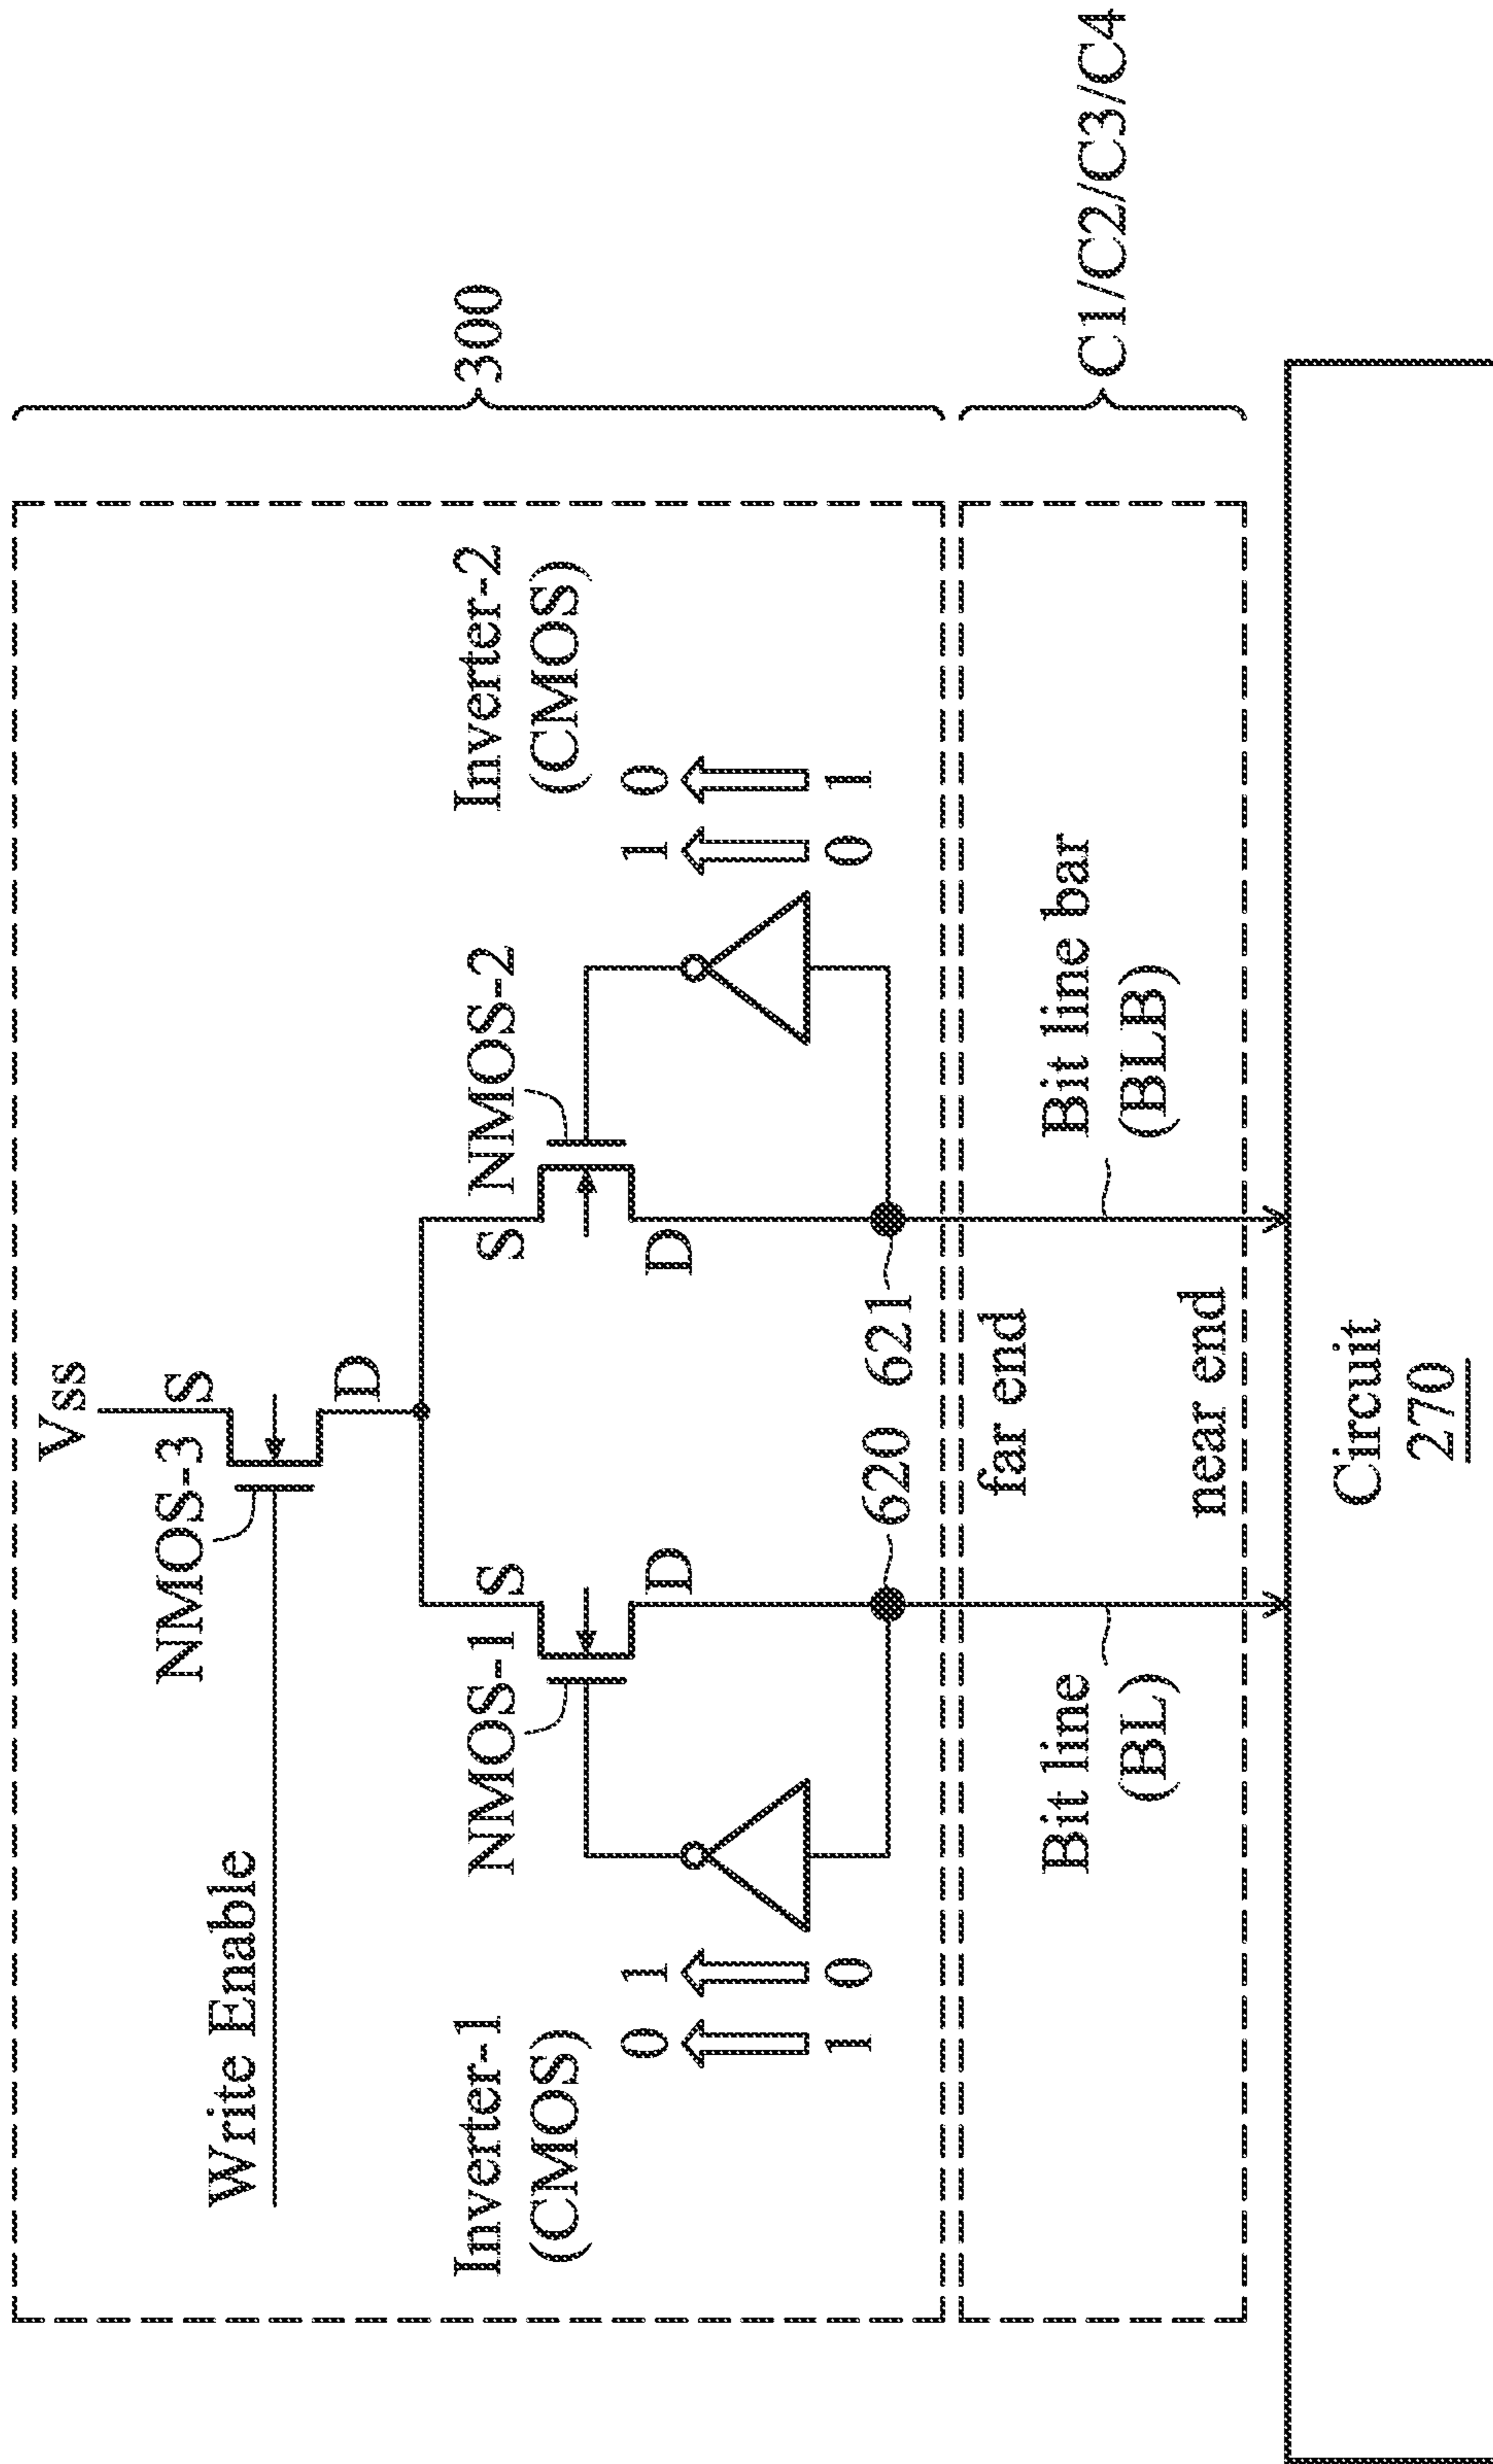 Vss
S
NMOS-3
D
Write Enable
300
Inverter-1
(CMOS)
0 1
1 0
NMOS-1
S
D
NMOS-2
S
D
Inverter-2
(CMOS)
1 0
0 1
620 621
far end
Bit line
(BL)
Bit line bar
(BLB)
near end
C1/C2/C3/C4
Circuit
270